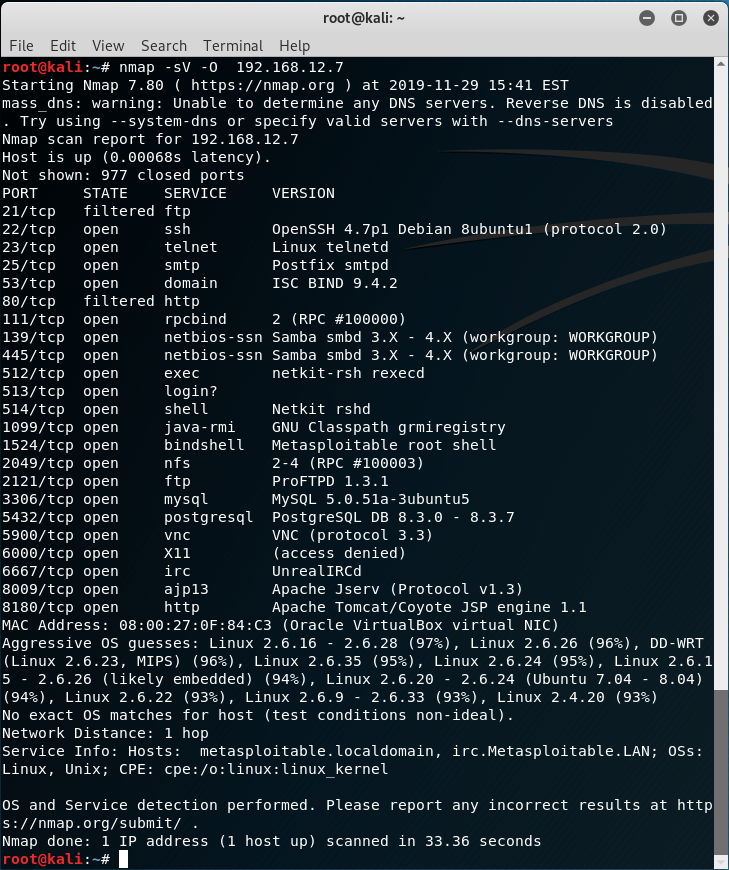 root@kali: ~
File Edit View Search Terminal Help
root@kali:~# nmap -sV -O  192.168.12.7
Starting Nmap 7.80 ( https://nmap.org ) at 2019-11-29 15:41 EST
mass_dns: warning: Unable to determine any DNS servers. Reverse DNS is disabled
. Try using --system-dns or specify valid servers with --dns-servers
Nmap scan report for 192.168.12.7
Host is up (0.00068s latency).
Not shown: 977 closed ports
PORT     STATE    SERVICE     VERSION
21/tcp   filtered ftp
22/tcp   open     ssh         OpenSSH 4.7p1 Debian 8ubuntu1 (protocol 2.0)
23/tcp   open     telnet      Linux telnetd
25/tcp   open     smtp        Postfix smtpd
53/tcp   open     domain      ISC BIND 9.4.2
80/tcp   filtered http
111/tcp  open     rpcbind     2 (RPC #100000)
139/tcp  open     netbios-ssn Samba smbd 3.X - 4.X (workgroup: WORKGROUP)
445/tcp  open     netbios-ssn Samba smbd 3.X - 4.X (workgroup: WORKGROUP)
512/tcp  open     exec        netkit-rsh rexecd
513/tcp  open     login?
514/tcp  open     shell       Netkit rshd
1099/tcp open     java-rmi    GNU Classpath grmiregistry
1524/tcp open     bindshell   Metasploitable root shell
2049/tcp open     nfs         2-4 (RPC #100003)
2121/tcp open     ftp         ProFTPD 1.3.1
3306/tcp open     mysql       MySQL 5.0.51a-3ubuntu5
5432/tcp open     postgresql  PostgreSQL DB 8.3.0 - 8.3.7
5900/tcp open     vnc         VNC (protocol 3.3)
6000/tcp open     X11         (access denied)
6667/tcp open     irc         UnrealIRCd
8009/tcp open     ajp13       Apache Jserv (Protocol v1.3)
8180/tcp open     http        Apache Tomcat/Coyote JSP engine 1.1
MAC Address: 08:00:27:0F:84:C3 (Oracle VirtualBox virtual NIC)
Aggressive OS guesses: Linux 2.6.16 - 2.6.28 (97%), Linux 2.6.26 (96%), DD-WRT
(Linux 2.6.23, MIPS) (96%), Linux 2.6.35 (95%), Linux 2.6.24 (95%), Linux 2.6.1
5 - 2.6.26 (likely embedded) (94%), Linux 2.6.20 - 2.6.24 (Ubuntu 7.04 - 8.04)
(94%), Linux 2.6.22 (93%), Linux 2.6.9 - 2.6.33 (93%), Linux 2.4.20 (93%)
No exact OS matches for host (test conditions non-ideal).
Network Distance: 1 hop
Service Info: Hosts:  metasploitable.localdomain, irc.Metasploitable.LAN; OSs:
Linux, Unix; CPE: cpe:/o:linux:linux_kernel
OS and Service detection performed. Please report any incorrect results at http
s://nmap.org/submit/ .
Nmap done: 1 IP address (1 host up) scanned in 33.36 seconds
root@kali:~#